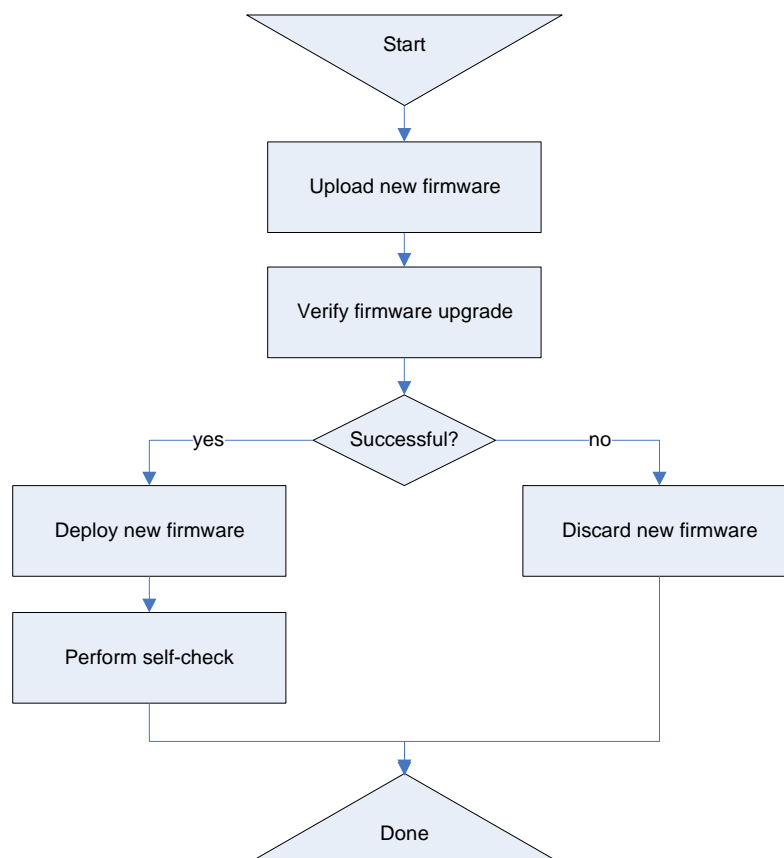 Start
Upload new firmware
Verify firmware upgrade
Successful?
yes
no
Deploy new firmware
Discard new firmware
Perform self-check
Done